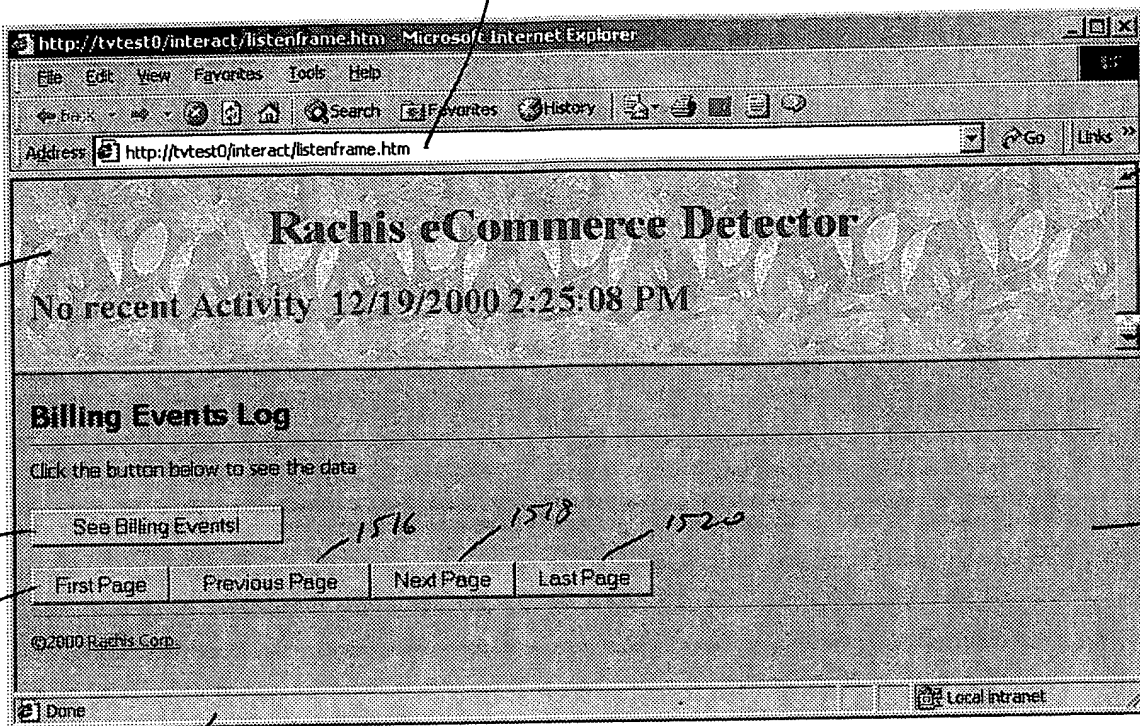 http://tvtest0/interact/listenframe.htm - Microsoft Internet Explorer
File Edit View Favorites Tools Help
Back Search Favorites History
Address http://tvtest0/interact/listenframe.htm Go Links »
Rachis eCommerce Detector
No recent Activity 12/19/2000 2:25:08 PM
Billing Events Log
Click the button below to see the data
See Billing Events!
1516 1518 1520
First Page Previous Page Next Page Last Page
©2000 Rachis Corp.
Done Local intranet